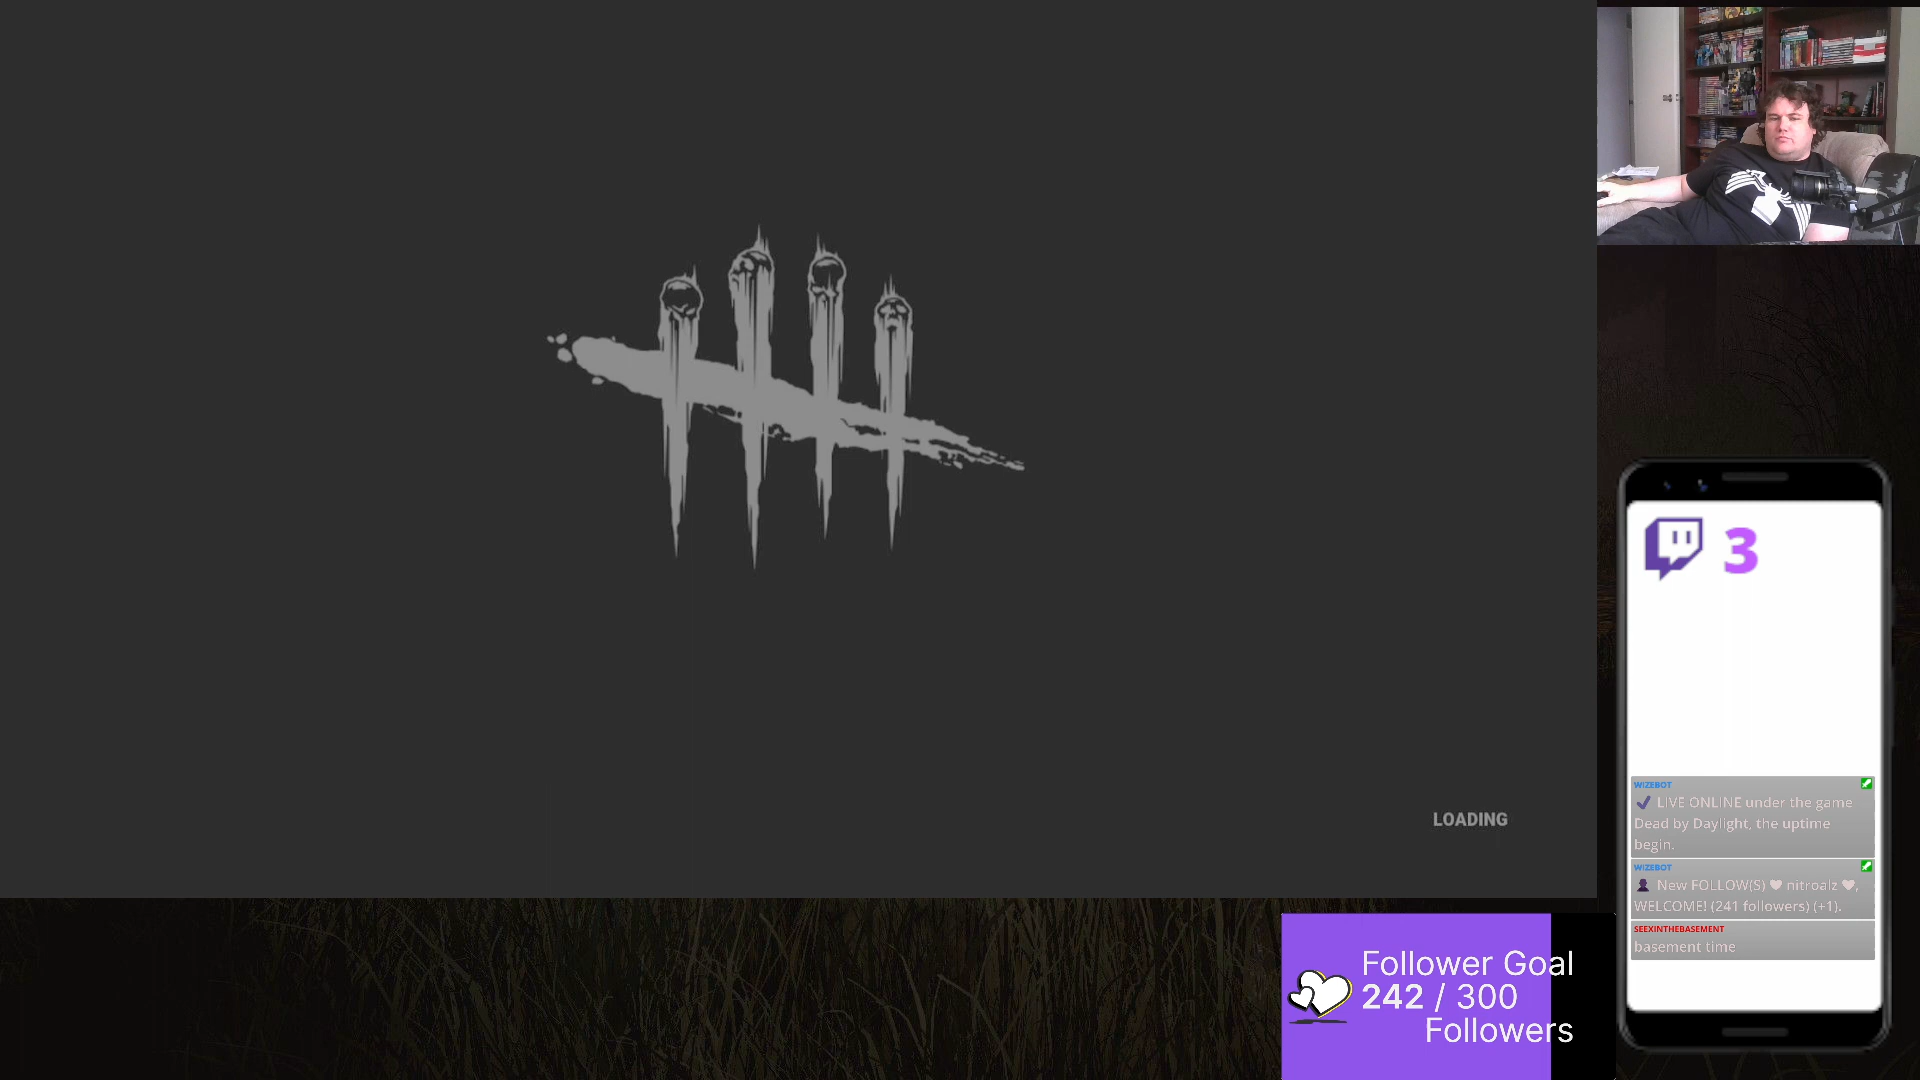 LOADING
3
WIZEBOT
LIVE ONLINE under the game
Dead by Daylight, the uptime
begin.
WIZEBOT
New FOLLOW(S) ♥ nitroalz ♥,
WELCOME! (241 followers) (+1).
SEEXINTHEBASEMENT
basement time
Follower Goal
242 / 300
Followers